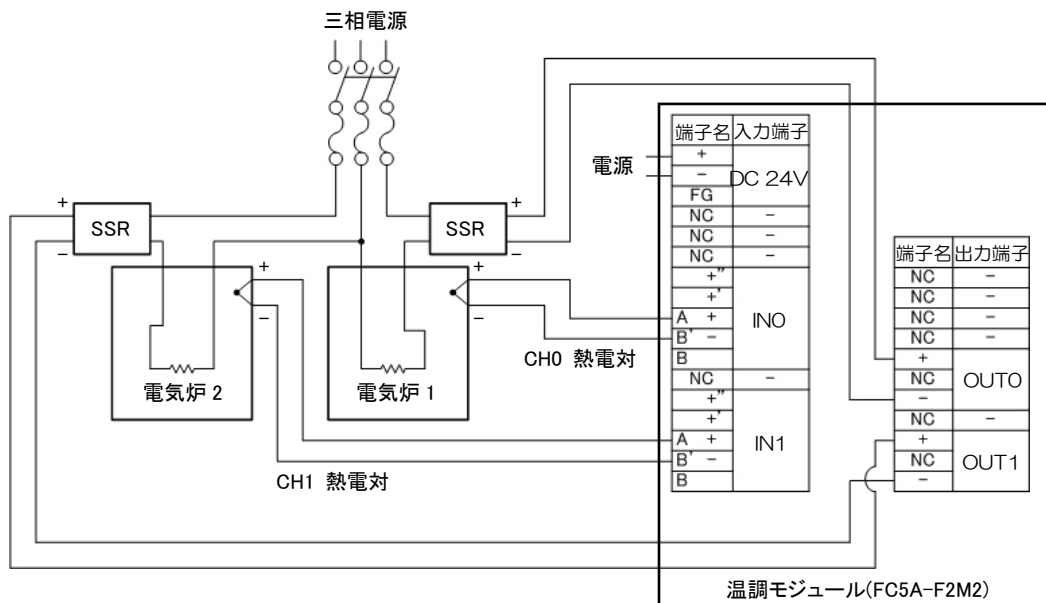 三相電源
+
SSR
−
SSR
+
−
電源
端子名 入力端子
+
−
DC 24V
FG
NC −
NC −
NC −
+"
+'
A +
IN0
B' −
B
NC −
+"
+'
A +
IN1
B' −
B
端子名 出力端子
NC −
NC −
NC −
NC −
+
NC
OUT0
−
NC −
+
NC
OUT1
−
+
−
電気炉 2
+
−
電気炉 1
CH0 熱電対
CH1 熱電対
温調モジュール(FC5A-F2M2)